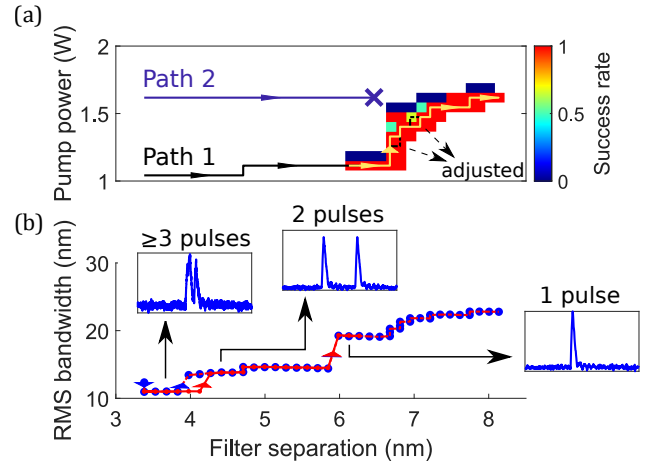 (a)
2
1.5
1
Pump power (W)
Path 2
Path 1
adjusted
1
0.5
0
Success rate
(b)
≥3 pulses
2 pulses
1 pulse
30
20
10
RMS bandwidth (nm)
3 4 5 6 7 8
Filter separation (nm)